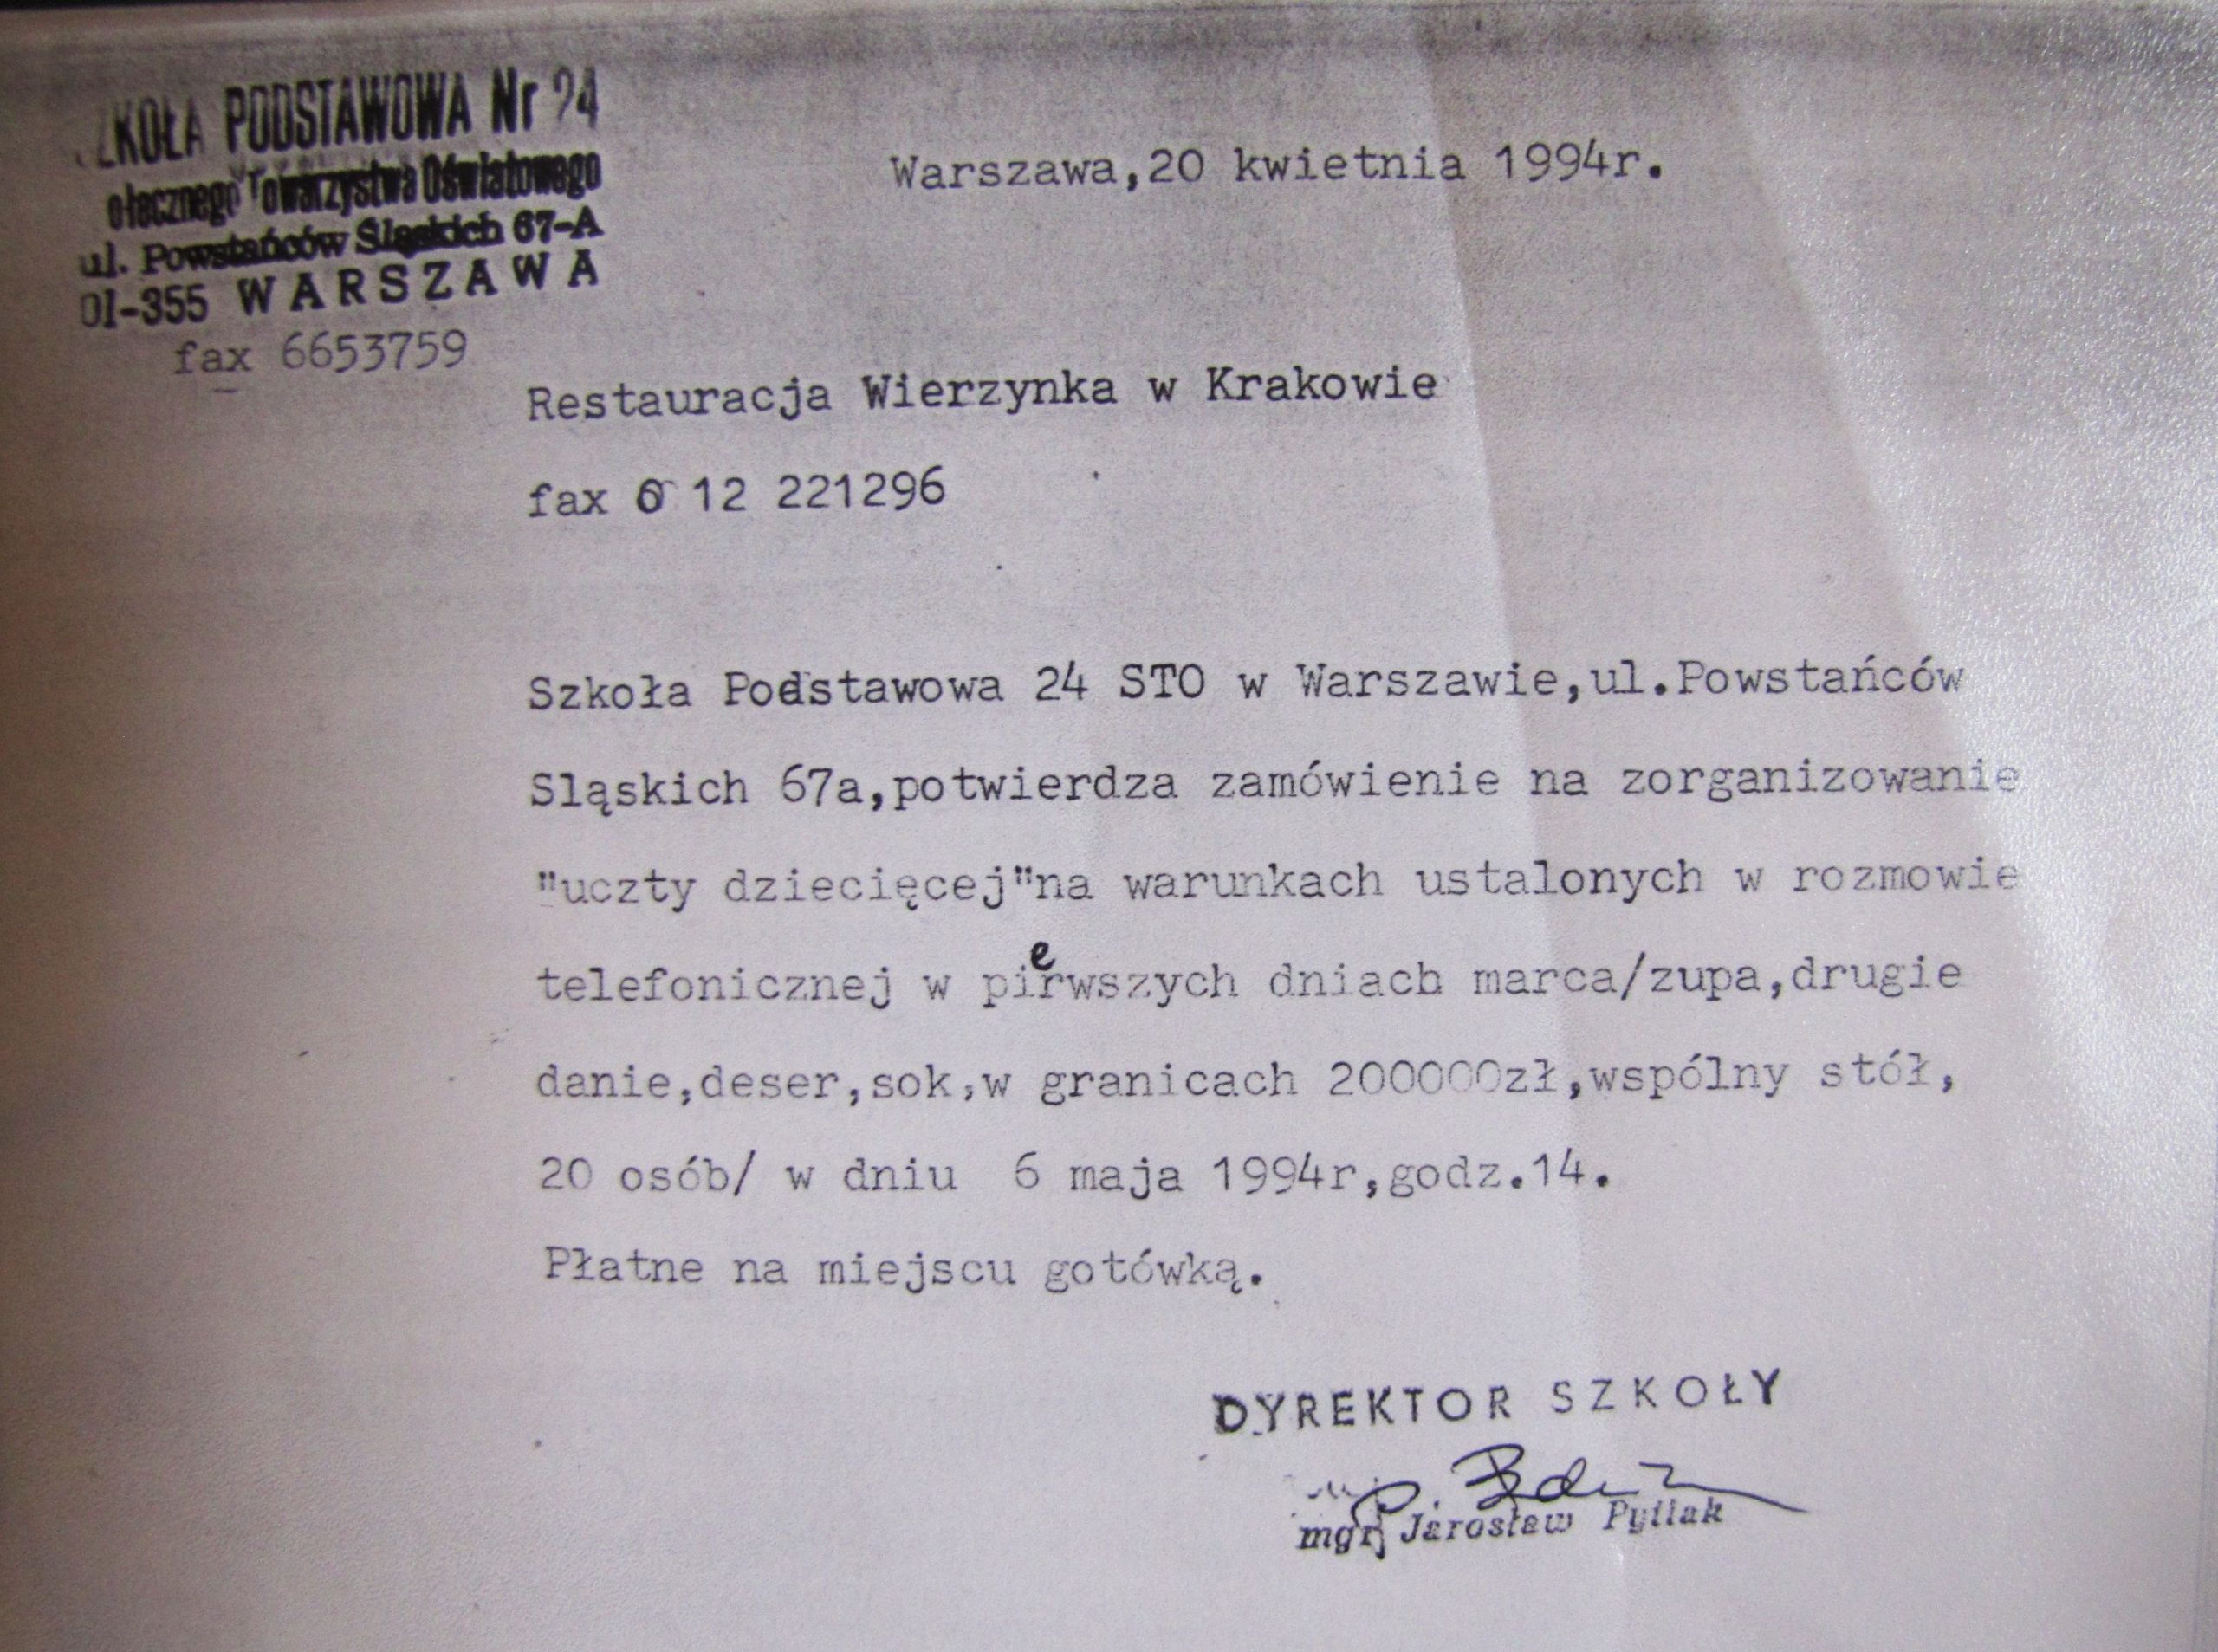 ZKOŁA PODSTAWOWA Nr 24
ołecznego Towarzystwa Oświatowego
ul. Powstańców Śląskich 67-A
01-355 WARSZAWA
fax 6653759
Warszawa,20 kwietnia 1994r.
Restauracja Wierzynka w Krakowie
fax 0 12 221296
Szkoła Podstawowa 24 STO w Warszawie,ul.Powstańców
Sląskich 67a,potwierdza zamówienie na zorganizowanie
"uczty dziecięcej"na warunkach ustalonych w rozmowie
telefonicznej w pierwszych dniach marca/zupa,drugie
danie,deser,sok,w granicach 200000zł,wspólny stół,
20 osób/ w dniu 6 maja 1994r,godz.14.
Płatne na miejscu gotówką.
DYREKTOR SZKOŁY
mgr Jarosław Pytlak